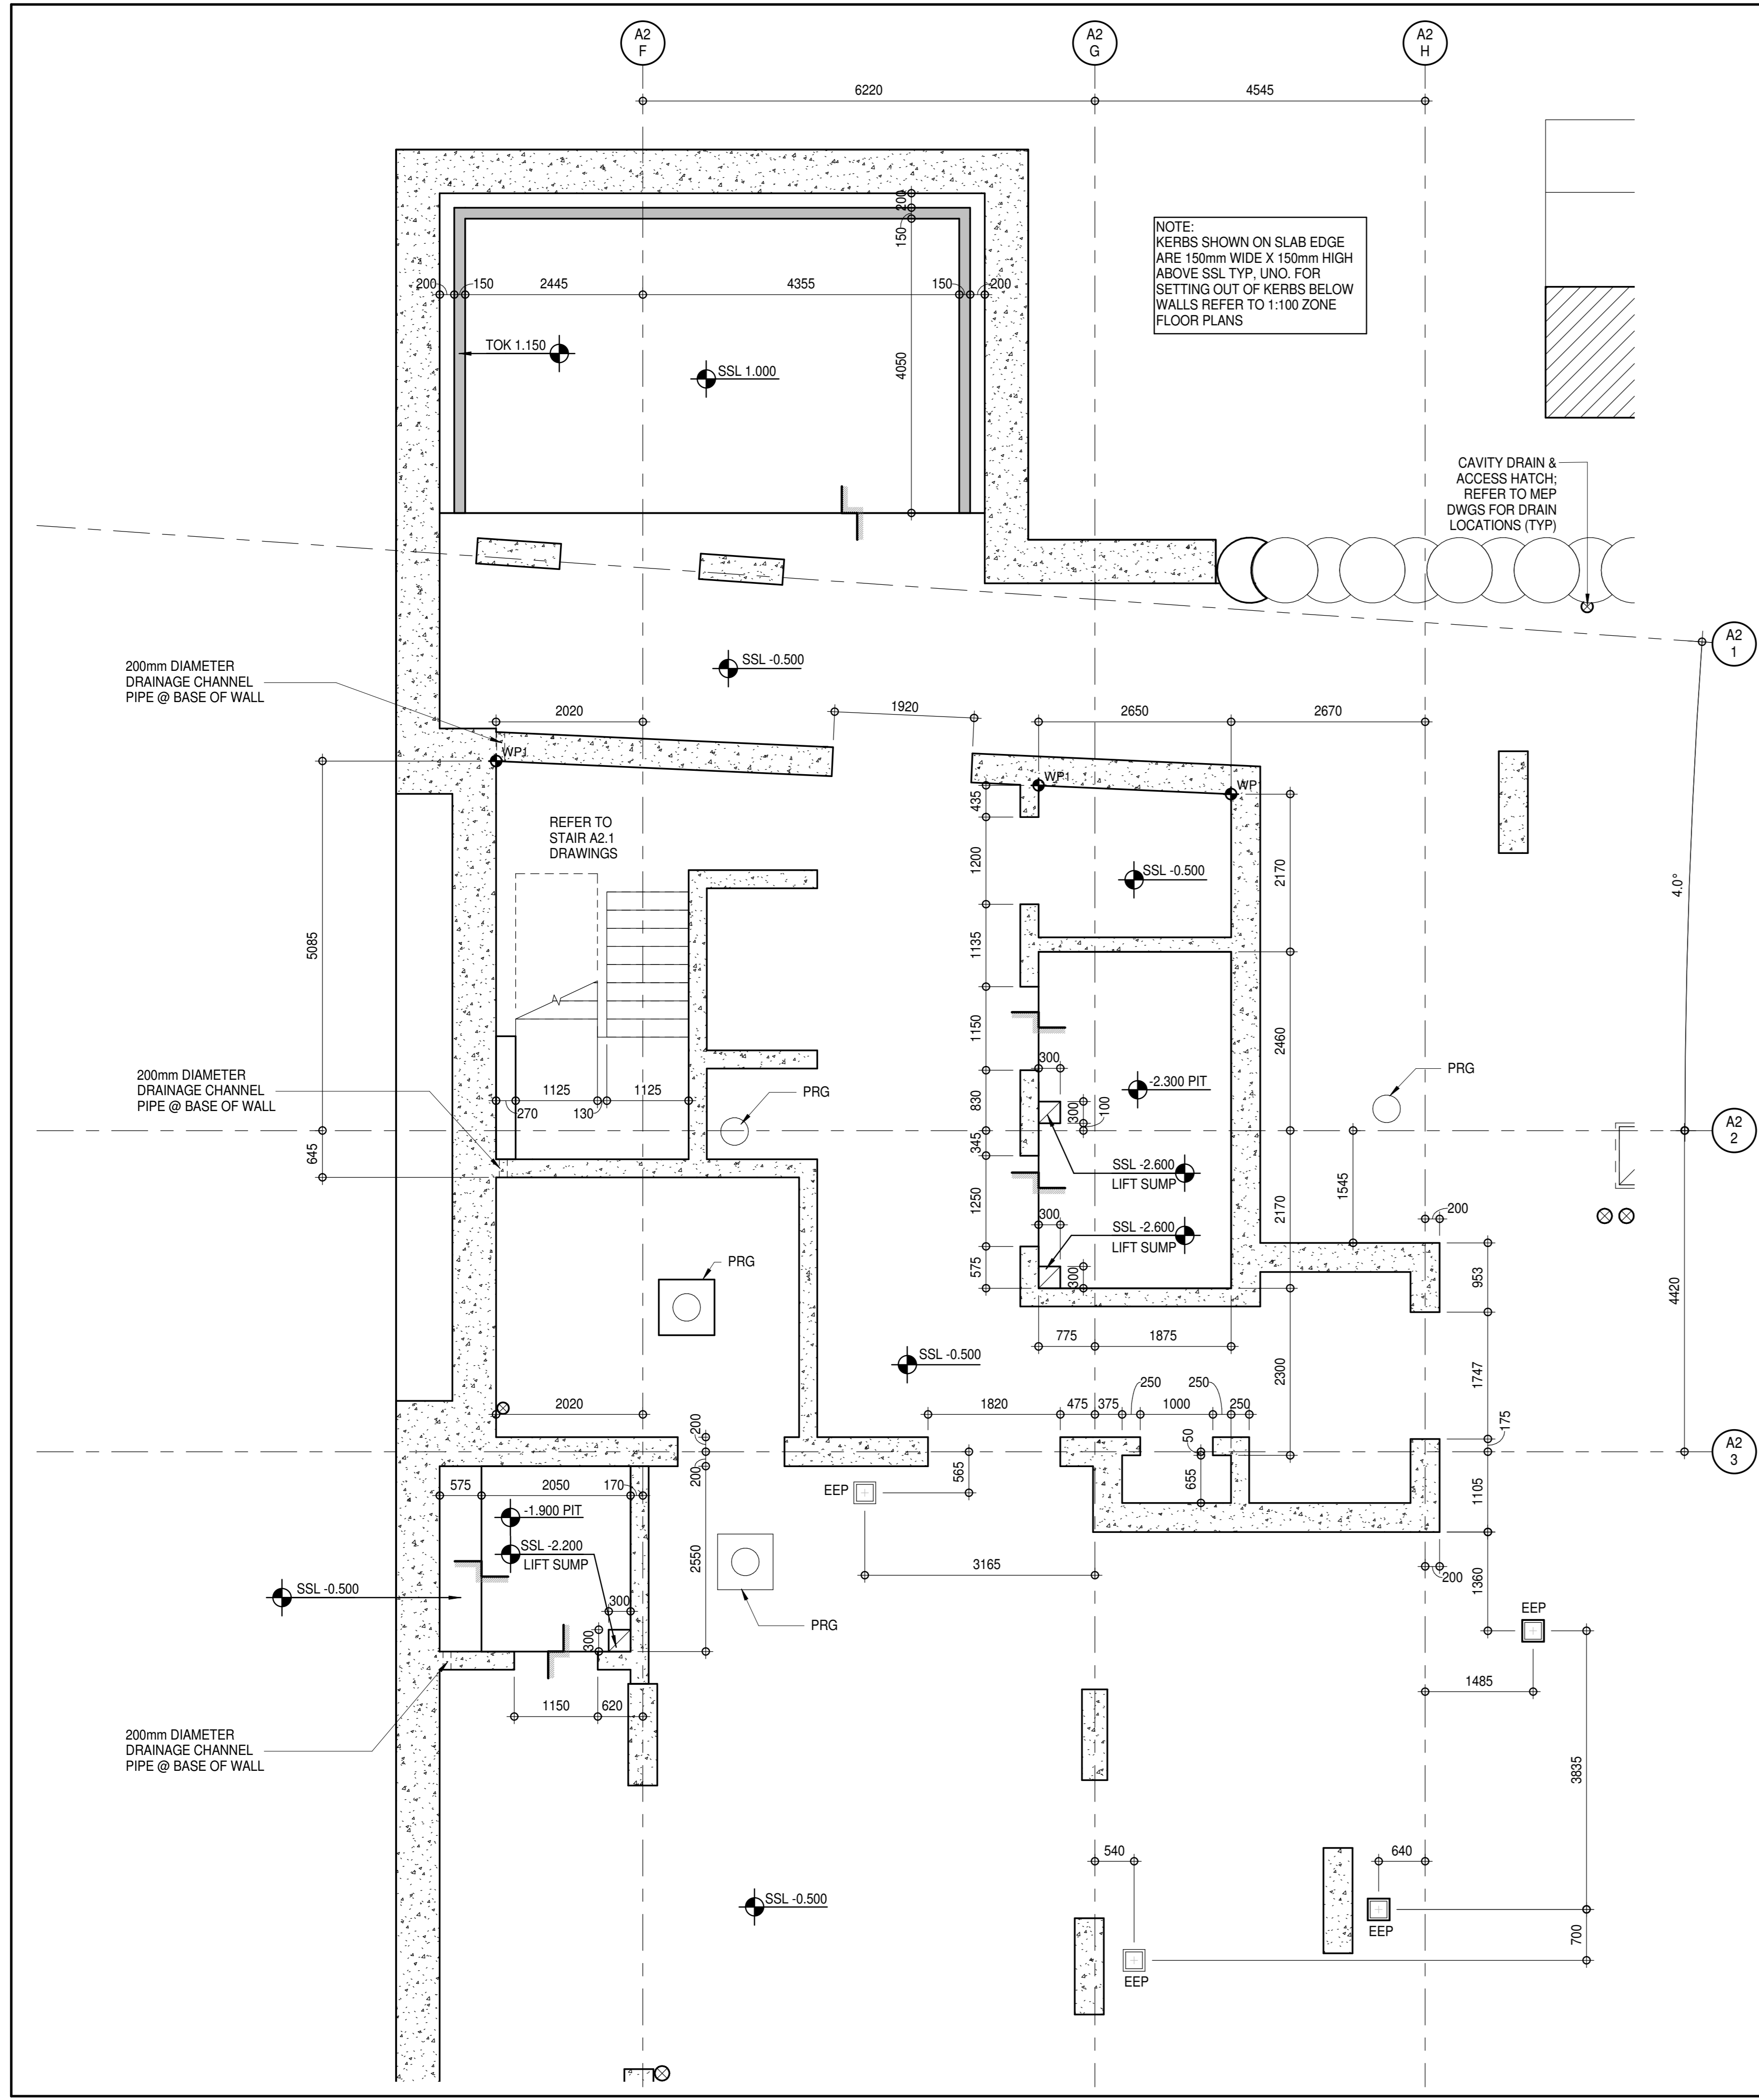 A2
F
A2
G
A2
H
6220
4545
200
150
NOTE:
KERBS SHOWN ON SLAB EDGE
ARE 150mm WIDE X 150mm HIGH
ABOVE SSL TYP, UNO. FOR
SETTING OUT OF KERBS BELOW
WALLS REFER TO 1:100 ZONE
FLOOR PLANS
200
150
2445
4355
150
200
TOK 1.150
SSL 1.000
4050
CAVITY DRAIN &
ACCESS HATCH;
REFER TO MEP
DWGS FOR DRAIN
LOCATIONS (TYP)
A2
1
200mm DIAMETER
DRAINAGE CHANNEL
PIPE @ BASE OF WALL
SSL -0.500
2020
1920
2650
2670
WP1
WP1
WP
435
REFER TO
STAIR A2.1
DRAWINGS
1200
SSL -0.500
2170
4.0°
5085
1135
1150
2460
300
-2.300 PIT
PRG
200mm DIAMETER
DRAINAGE CHANNEL
PIPE @ BASE OF WALL
1125
1125
270
130
PRG
830
300
100
A2
2
645
345
SSL -2.600
LIFT SUMP
1545
1250
300
2170
200
SSL -2.600
LIFT SUMP
PRG
575
300
953
4420
775
1875
SSL -0.500
2300
1747
2020
1820
475
375
250
1000
250
250
175
200
200
50
A2
3
565
655
1105
575
2050
170
EEP
-1.900 PIT
SSL -2.200
LIFT SUMP
2550
3165
200
1360
SSL -0.500
300
300
PRG
EEP
1150
620
1485
200mm DIAMETER
DRAINAGE CHANNEL
PIPE @ BASE OF WALL
3835
540
640
SSL -0.500
EEP
700
EEP